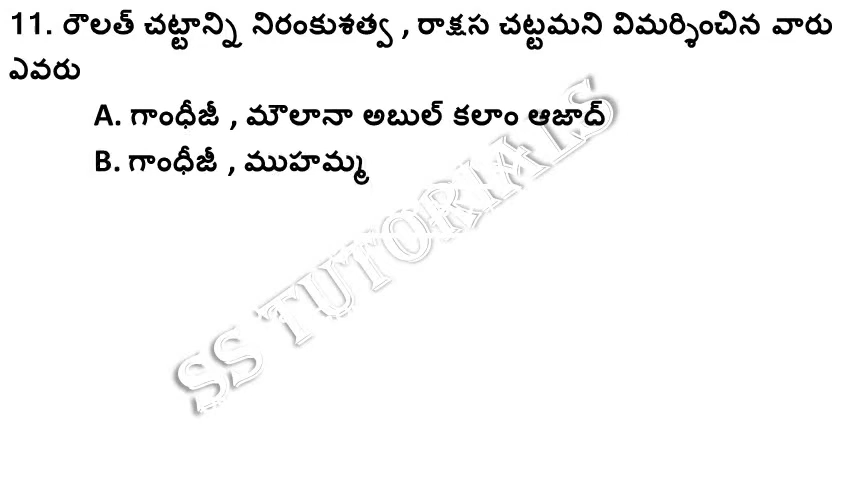 11. రౌలత్ చట్టాన్ని నిరంకుశత్వ , రాక్షస చట్టమని విమర్శించిన వారు
ఎవరు
A. గాంధీజీ , మౌలానా అబుల్ కలాం ఆజాద్
B. గాంధీజీ , ముహమ్మ
SS TUTORIALS